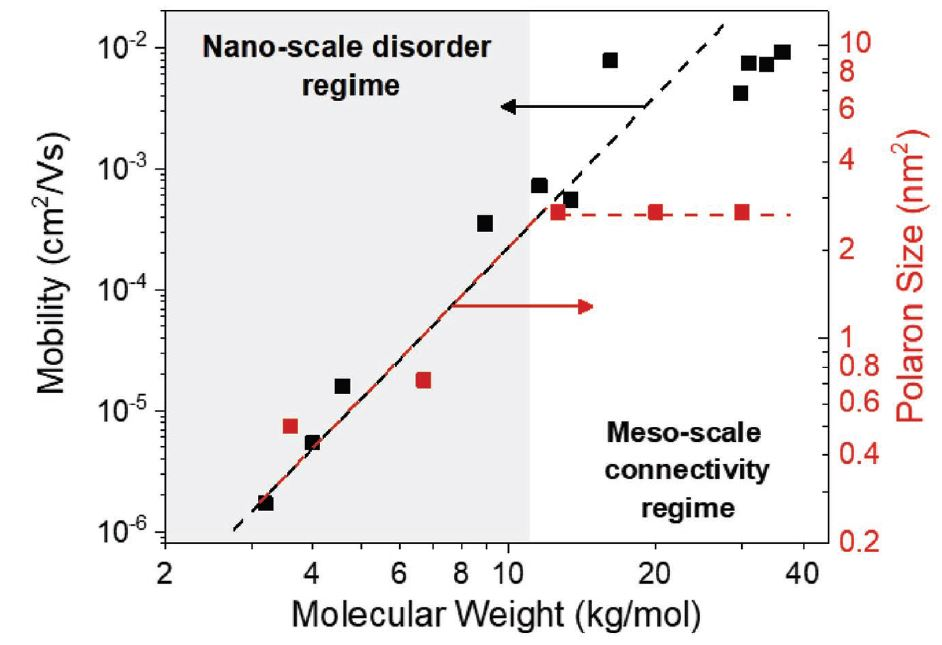 Nano-scale disorder
regime
Meso-scale
connectivity
regime
Mobility (cm²/Vs)
10⁻²
10⁻³
10⁻⁴
10⁻⁵
10⁻⁶
Polaron Size (nm²)
10
8
6
4
2
1
0.8
0.6
0.4
0.2
2 4 6 8 10 20 40
Molecular Weight (kg/mol)